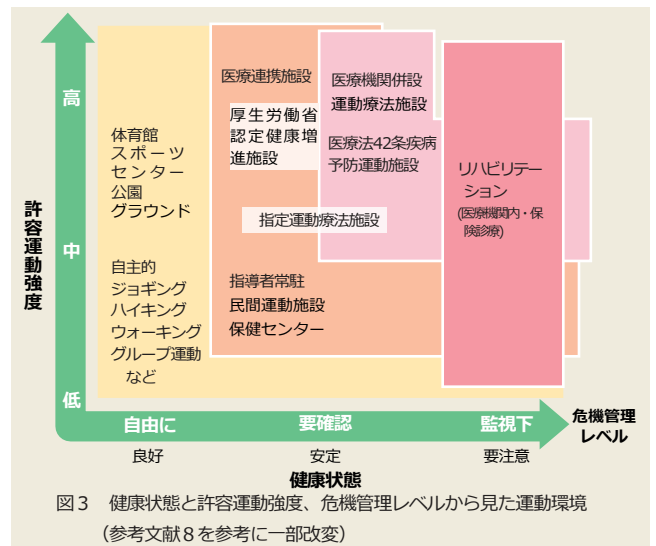 許容運動強度
高
中
低
体育館
スポーツ
センター
公園
グラウンド
自主的
ジョギング
ハイキング
ウォーキング
グループ運動
など
医療連携施設
厚生労働省
認定健康増
進施設
指定運動療法施設
指導者常駐
民間運動施設
保健センター
医療機関併設
運動療法施設
医療法42条疾病
予防運動施設
リハビリテー
ション
(医療機関内・保
険診療)
自由に
要確認
監視下
危機管理
レベル
良好
安定
要注意
健康状態
図3 健康状態と許容運動強度、危機管理レベルから見た運動環境
(参考文献8を参考に一部改変)